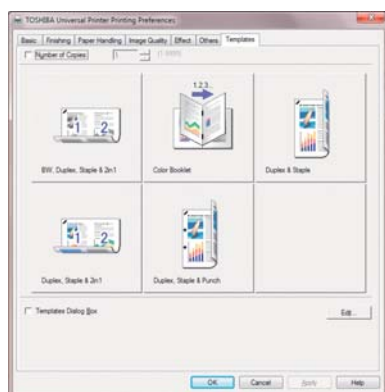 TOSHIBA Universal Printer Printing Preferences
Basic Finishing Paper Handling Image Quality Effect Others Templates
Number of Copies 1 (1-9999)
1,2,3...
BW, Duplex, Staple & 2in1 Color Booklet Duplex & Staple
Duplex, Staple & 2in1 Duplex, Staple & Punch
Templates Dialog Box Edit...
OK Cancel Apply Help